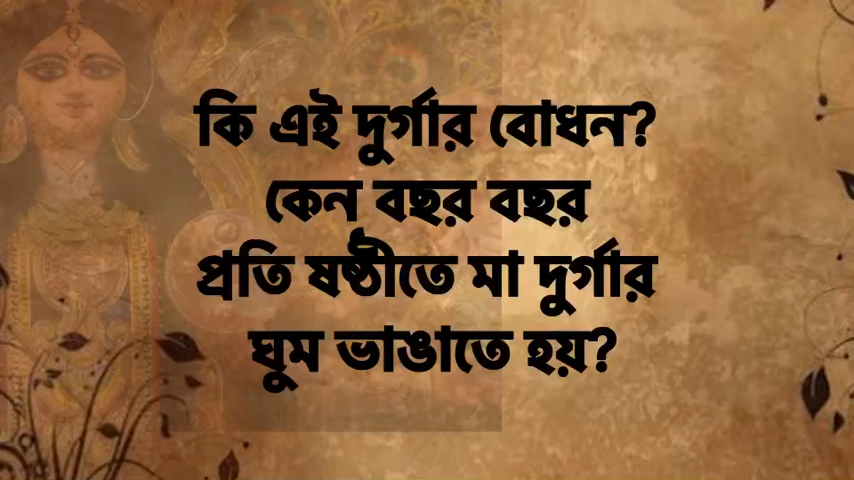 কি এই দুর্গার বোধন?
কেন বছর বছর
প্রতি ষষ্ঠীতে মা দুর্গার
ঘুম ভাঙাতে হয়?